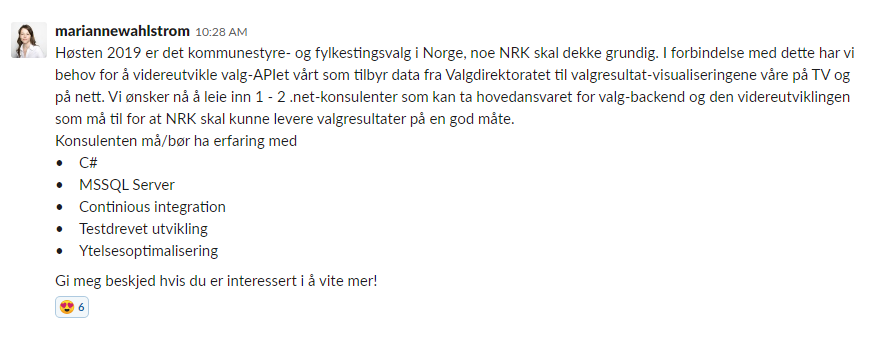 mariannewahlstrom 10:28 AM
Høsten 2019 er det kommunestyre- og fylkestingsvalg i Norge, noe NRK skal dekke grundig. I forbindelse med dette har vi
behov for å videreutvikle valg-APIet vårt som tilbyr data fra Valgdirektoratet til valgresultat-visualiseringene våre på TV og
på nett. Vi ønsker nå å leie inn 1 - 2 .net-konsulenter som kan ta hovedansvaret for valg-backend og den videreutviklingen
som må til for at NRK skal kunne levere valgresultater på en god måte.
Konsulenten må/bør ha erfaring med
• C#
• MSSQL Server
• Continious integration
• Testdrevet utvikling
• Ytelsesoptimalisering
Gi meg beskjed hvis du er interessert i å vite mer!
6